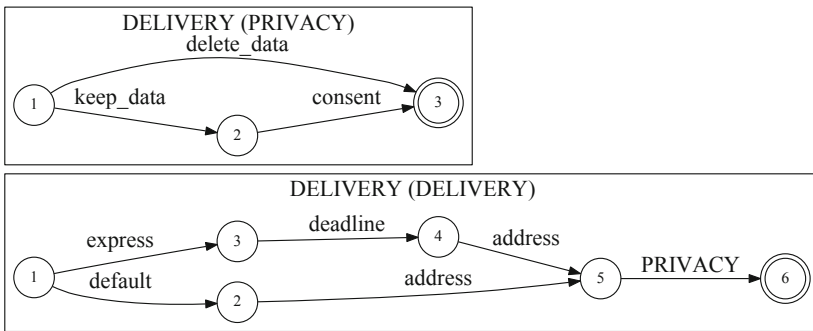 DELIVERY (PRIVACY)
delete_data
keep_data
consent
1
2
3
DELIVERY (DELIVERY)
express
deadline
address
default
address
PRIVACY
1
3
4
2
5
6